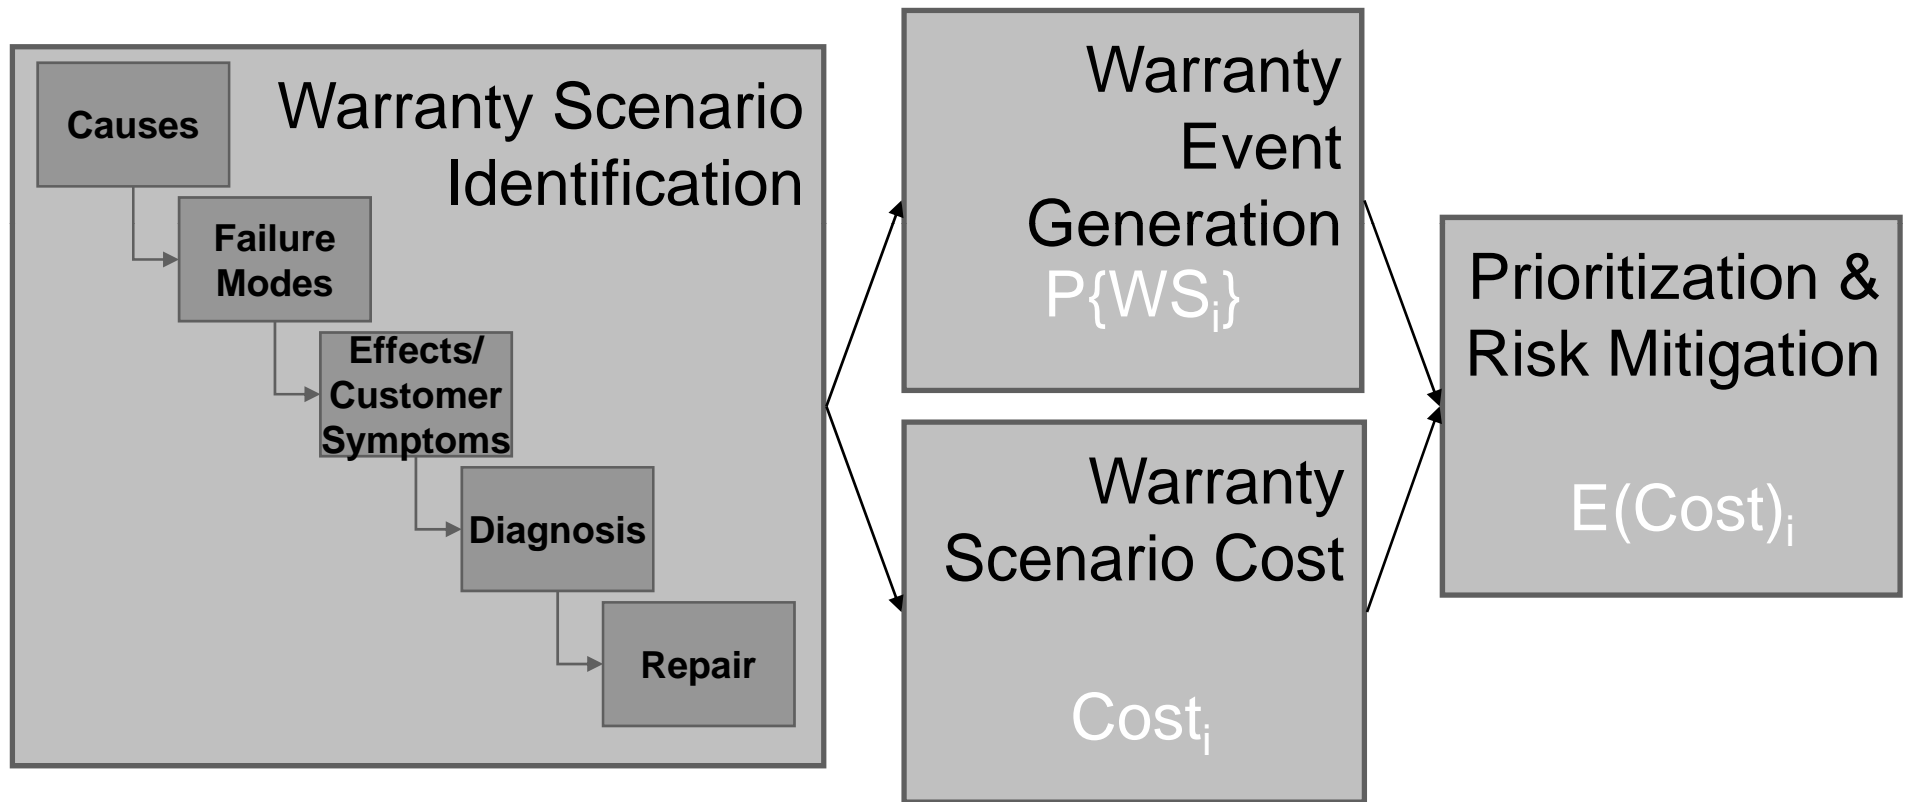 Warranty Scenario
Identification
Causes
Failure
Modes
Effects/
Customer
Symptoms
Diagnosis
Repair
Warranty
Event
Generation
P{WSi}
Warranty
Scenario Cost
Costi
Prioritization &
Risk Mitigation
E(Cost)i